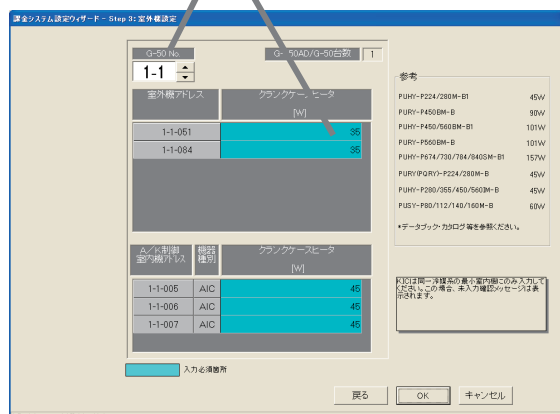 課金システム設定ウィザード - Step 3: 室外機設定
G-50 No.
G-50AD/G-50台数 1
1-1
室外機アドレス
クランクケースヒータ
[W]
1-1-051 35
1-1-084 35
参考
PUHY-P224/280M-B1 45W
PURY-P450BM-B 90W
PUHY-P450/560BM-B1 101W
PURY-P560BM-B 101W
PUHY-P674/730/784/840SM-B1 157W
PURY(PQRY)-P224/280M-B 45W
PUHY-P280/355/450/560IM-B 45W
PUSY-P80/112/140/160M-B 60W
*データブック・カタログ等を参照ください。
A/K制御
室内機アドレス
機器
種別
クランクケースヒータ
[W]
1-1-005 AIC 45
1-1-006 AIC 45
1-1-007 AIC 45
KICは同一冷媒系の最小室内機にのみ入力して
ください。この場合、未入力確認メッセージは表
示されます。
入力必須箇所
戻る
OK
キャンセル